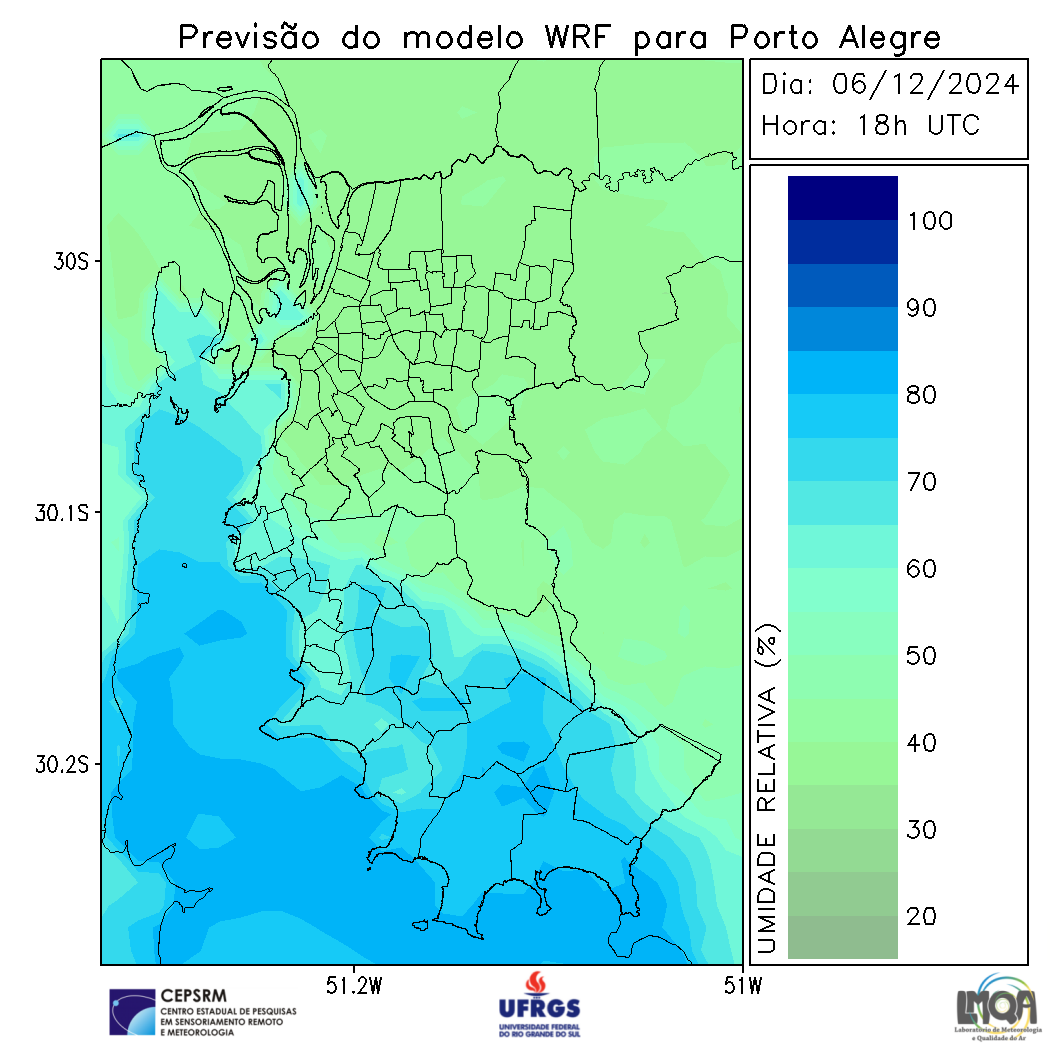 Previsão do modelo WRF para Porto Alegre
Dia: 06/12/2024
Hora: 18h UTC
30S
30.1S
30.2S
51.2W
51W
UMIDADE RELATIVA (%)
100
90
80
70
60
50
40
30
20
CEPSRM
CENTRO ESTADUAL DE PESQUISAS
EM SENSORIAMENTO REMOTO
E METEOROLOGIA
UFRGS
UNIVERSIDADE FEDERAL
DO RIO GRANDE DO SUL
LMQA
Laboratório de Meteorologia
e Qualidade do Ar